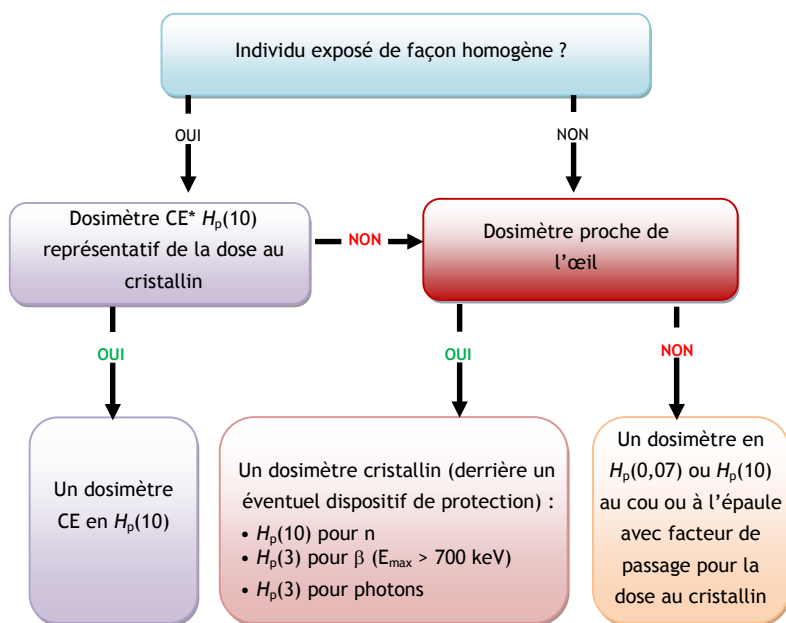 Individu exposé de façon homogène ?
OUI
NON
Dosimètre CE* Hp(10)
représentatif de la dose au
cristallin
NON
Dosimètre proche de
l’œil
OUI
OUI
NON
Un dosimètre
CE en Hp(10)
Un dosimètre cristallin (derrière un
éventuel dispositif de protection) :
• Hp(10) pour n
• Hp(3) pour β (Emax > 700 keV)
• Hp(3) pour photons
Un dosimètre en
Hp(0,07) ou Hp(10)
au cou ou à l’épaule
avec facteur de
passage pour la
dose au cristallin